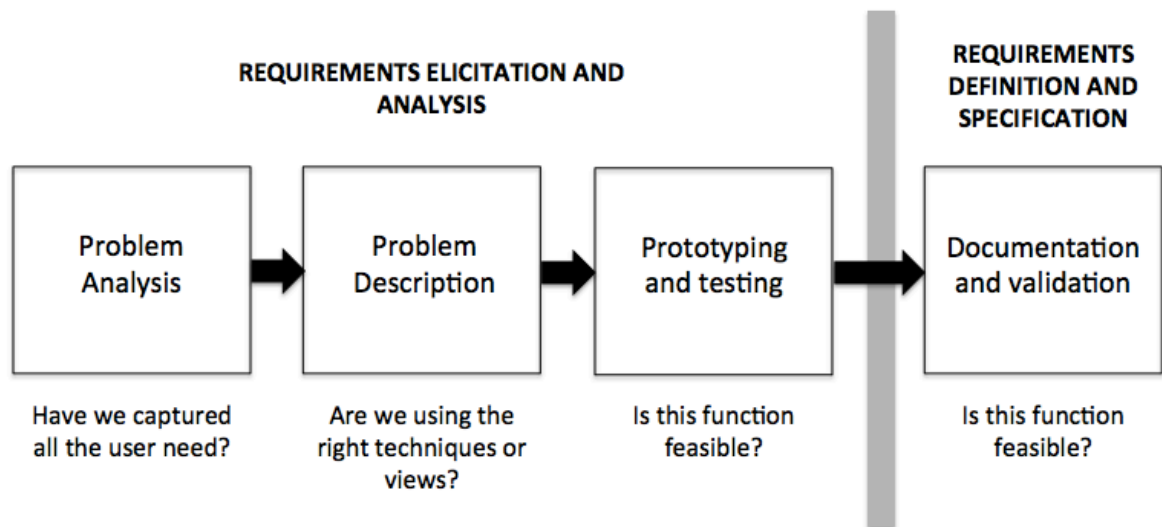 REQUIREMENTS ELICITATION AND
ANALYSIS
REQUIREMENTS
DEFINITION AND
SPECIFICATION
Problem
Analysis
Problem
Description
Prototyping
and testing
Documentation
and validation
Have we captured
all the user need?
Are we using the
right techniques or
views?
Is this function
feasible?
Is this function
feasible?